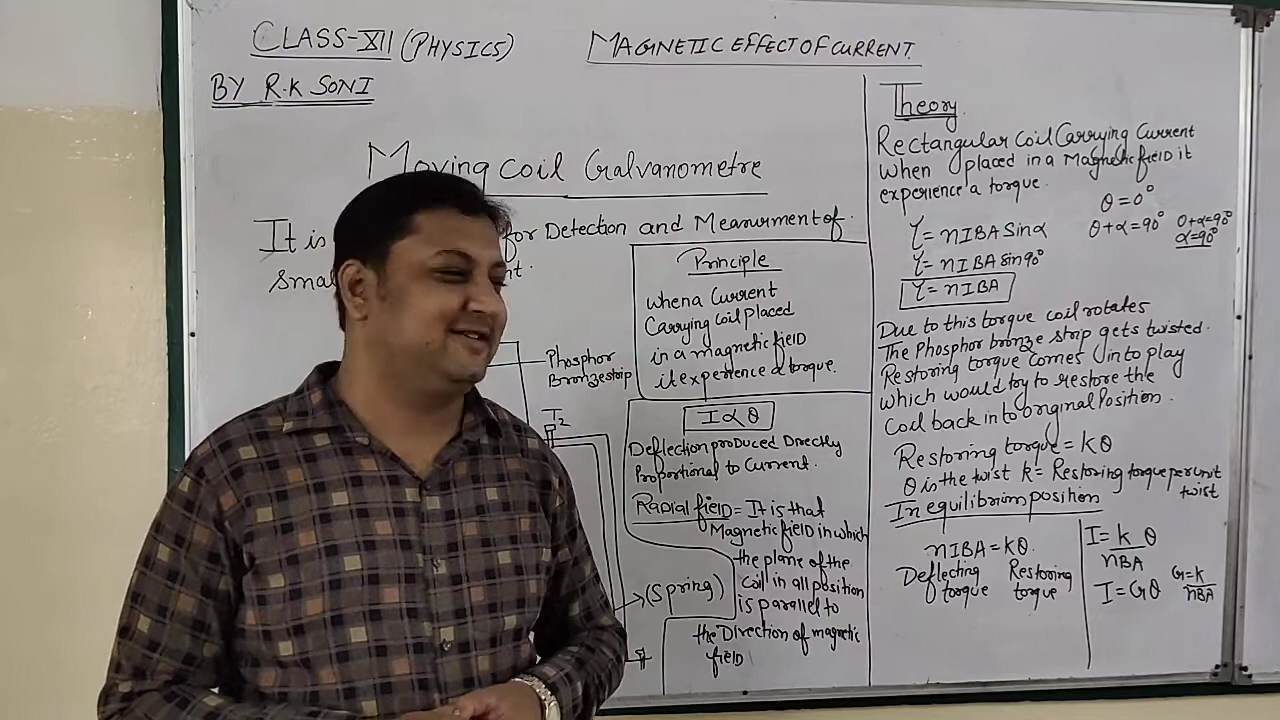 CLASS-XII (PHYSICS)
MAGNETIC EFFECT OF CURRENT
BY R.K SONI
Moving Coil Galvanometre
It is for Detection and Measurment of
Phosphor
Bronze strip
T2
(Spring)
Principle
when a Current
Carrying coil placed
in a magnetic field
it experience a torque.
I ∝ θ
Deflection produced Directly
Proportional to Current.
Radial field = It is that
Magnetic field in which
the plane of the
coil in all position
is parallel to
the Direction of magnetic
field
Theory
Rectangular Coil Carrying Current
When placed in a Magnetic field it
experience a torque.
θ = 0°
τ = nIBA Sinα θ+α=90° θ+α=90°
α=90°
τ = nIBA sin90°
τ = nIBA
Due to this torque coil rotates
The Phosphor bronze strip gets twisted.
Restoring torque comes into play
which would try to restore the
Coil back into original Position.
Restoring torque = kθ
θ is the twist k = Restoring torque per unit
twist
In equilibrium position
nIBA = kθ.
Deflecting Restoring
torque torque
I = k θ
nBA
I = Gθ G = k
nBA